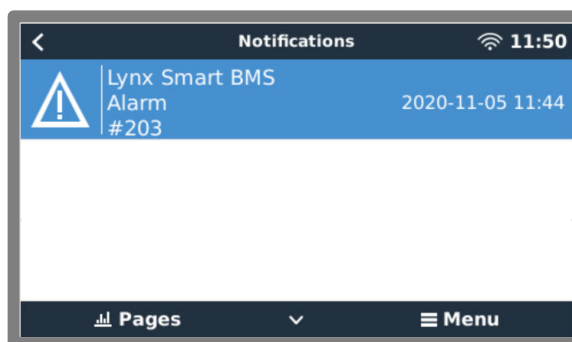 Notifications 11:50
Lynx Smart BMS
Alarm 2020-11-05 11:44
#203
Pages Menu